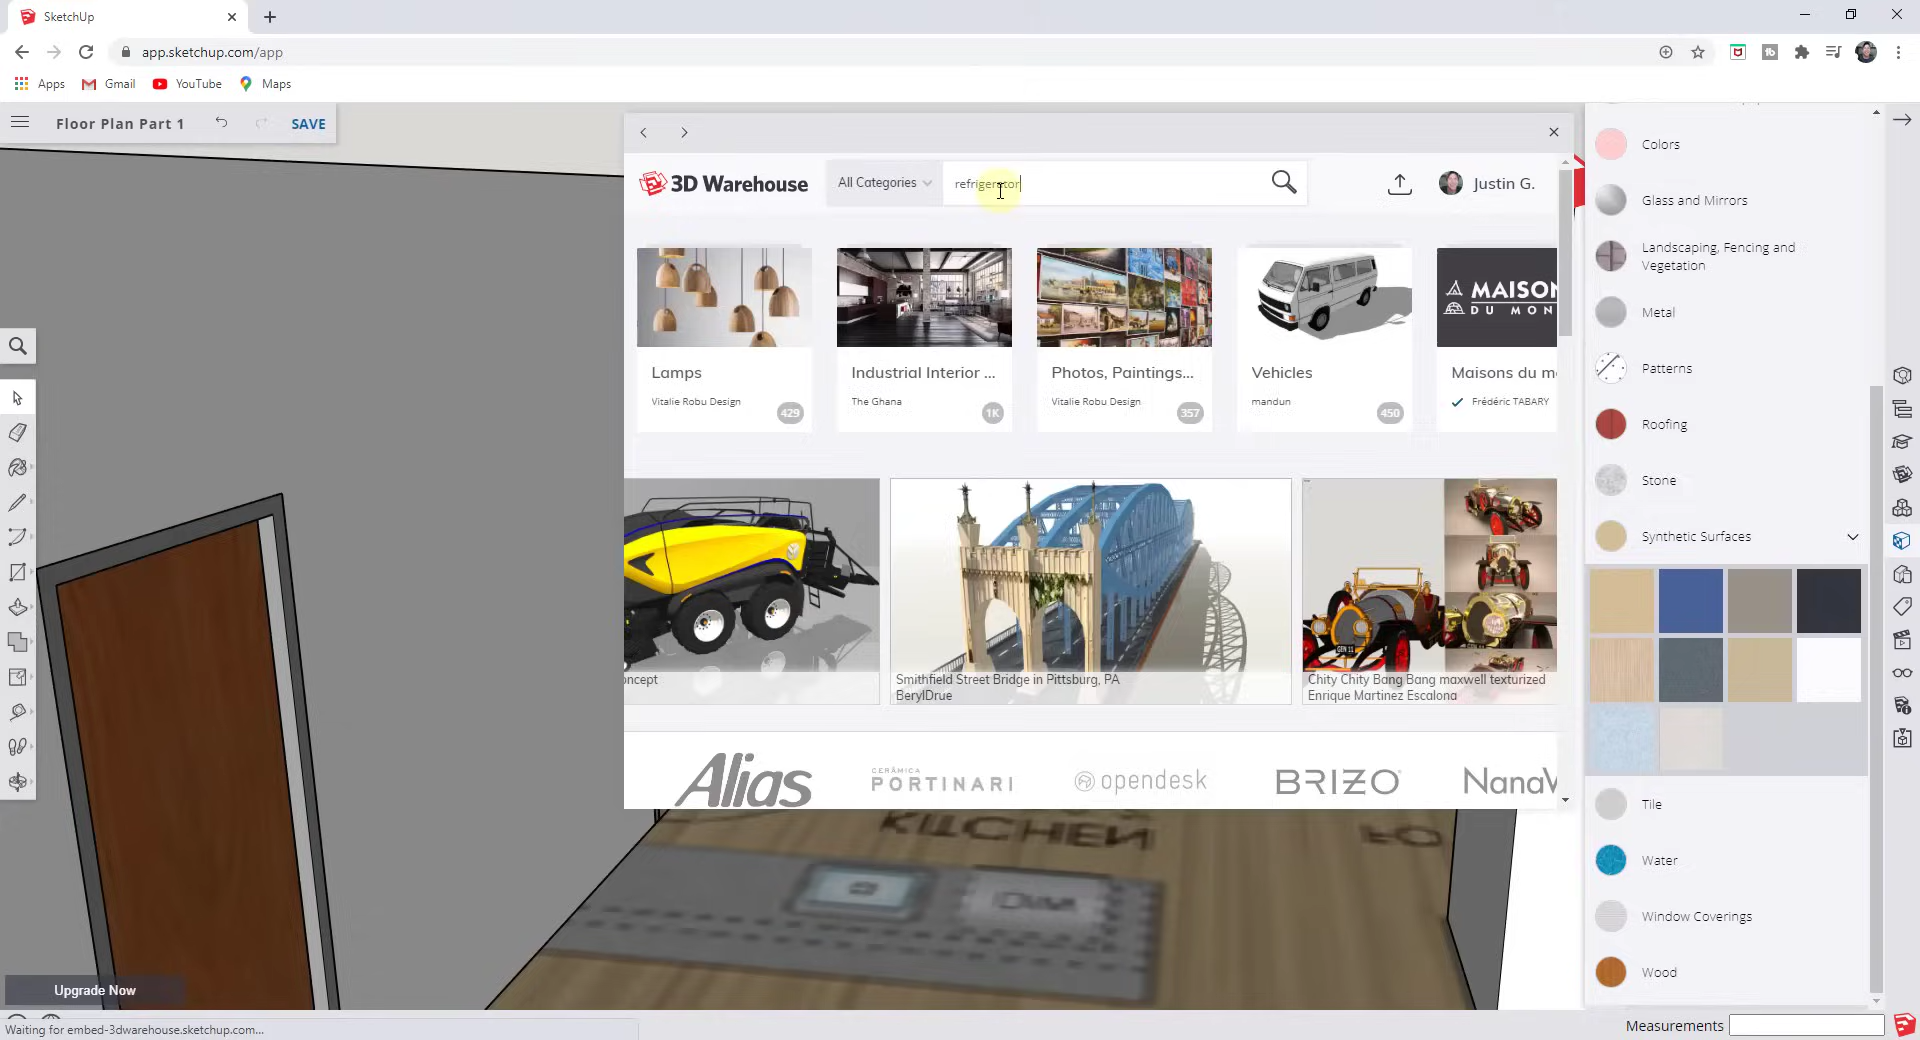 SketchUp
app.sketchup.com/app
Apps
Gmail
YouTube
Maps
Floor Plan Part 1
SAVE
3D Warehouse
All Categories
refrigerator
Justin G.
Lamps
Vitalie Robu Design
429
Industrial Interior ...
The Ghana
1K
Photos, Paintings...
Vitalie Robu Design
357
Vehicles
mandun
450
MAISON
DU MON
Maisons du m
Frédéric TABARY
oncept
Smithfield Street Bridge in Pittsburg, PA
BerylDrue
GEN 11
Chity Chity Bang Bang maxwell texturized
Enrique Martinez Escalona
Alias
CERÂMICA
PORTINARI
opendesk
BRIZO
NanaW
KITCHEN
DW
Colors
Glass and Mirrors
Landscaping, Fencing and
Vegetation
Metal
Patterns
Roofing
Stone
Synthetic Surfaces
Tile
Water
Window Coverings
Wood
Upgrade Now
Waiting for embed-3dwarehouse.sketchup.com...
Measurements